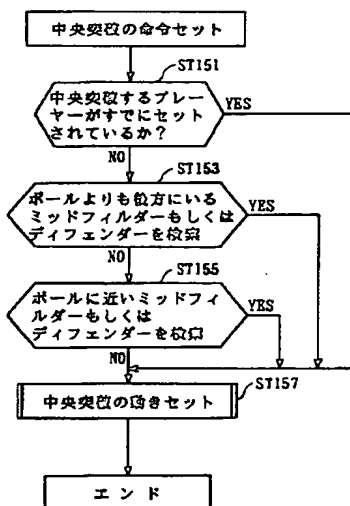 中央突破の命令セット
ST151
中央突破するプレー
ヤーがすでにセット
されているか？
YES
NO
ST153
ボールよりも後方にいる
ミッドフィルダーもしくは
ディフェンダーを検索
YES
NO
ST155
ボールに近いミッドフィ
ルダーもしくは
ディフェンダーを検索
YES
NO
中央突破の動きセット
ST157
エンド